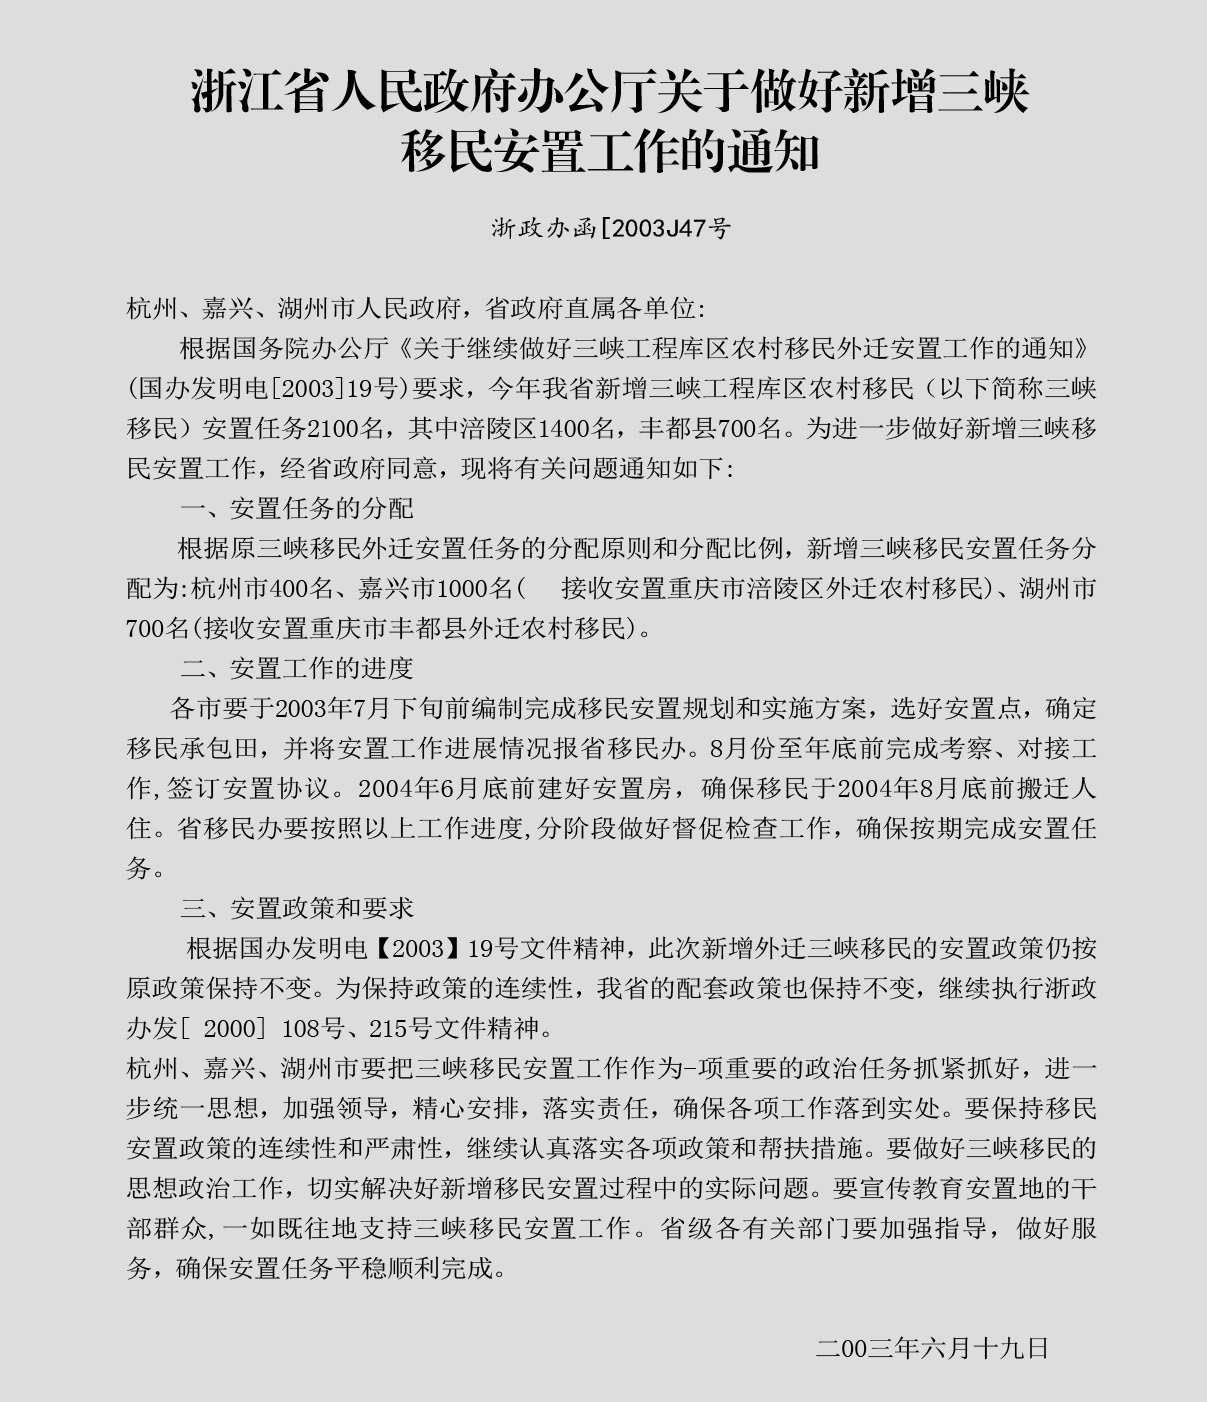 浙江省人民政府办公厅关于做好新增三峡
移民安置工作的通知
浙政办函[2003J47号
杭州、嘉兴、湖州市人民政府，省政府直属各单位:
根据国务院办公厅《关于继续做好三峡工程库区农村移民外迁安置工作的通知》
(国办发明电[2003]19号)要求，今年我省新增三峡工程库区农村移民（以下简称三峡
移民）安置任务2100名，其中涪陵区1400名，丰都县700名。为进一步做好新增三峡移
民安置工作，经省政府同意，现将有关问题通知如下:
一、安置任务的分配
根据原三峡移民外迁安置任务的分配原则和分配比例，新增三峡移民安置任务分
配为:杭州市400名、嘉兴市1000名( 接收安置重庆市涪陵区外迁农村移民)、湖州市
700名(接收安置重庆市丰都县外迁农村移民)。
二、安置工作的进度
各市要于2003年7月下旬前编制完成移民安置规划和实施方案，选好安置点，确定
移民承包田，并将安置工作进展情况报省移民办。8月份至年底前完成考察、对接工
作,签订安置协议。2004年6月底前建好安置房，确保移民于2004年8月底前搬迁人
住。省移民办要按照以上工作进度,分阶段做好督促检查工作，确保按期完成安置任
务。
三、安置政策和要求
根据国办发明电【2003】19号文件精神，此次新增外迁三峡移民的安置政策仍按
原政策保持不变。为保持政策的连续性，我省的配套政策也保持不变，继续执行浙政
办发[ 2000] 108号、215号文件精神。
杭州、嘉兴、湖州市要把三峡移民安置工作作为-项重要的政治任务抓紧抓好，进一
步统一思想，加强领导，精心安排，落实责任，确保各项工作落到实处。要保持移民
安置政策的连续性和严肃性，继续认真落实各项政策和帮扶措施。要做好三峡移民的
思想政治工作，切实解决好新增移民安置过程中的实际问题。要宣传教育安置地的干
部群众,一如既往地支持三峡移民安置工作。省级各有关部门要加强指导，做好服
务，确保安置任务平稳顺利完成。
二00三年六月十九日